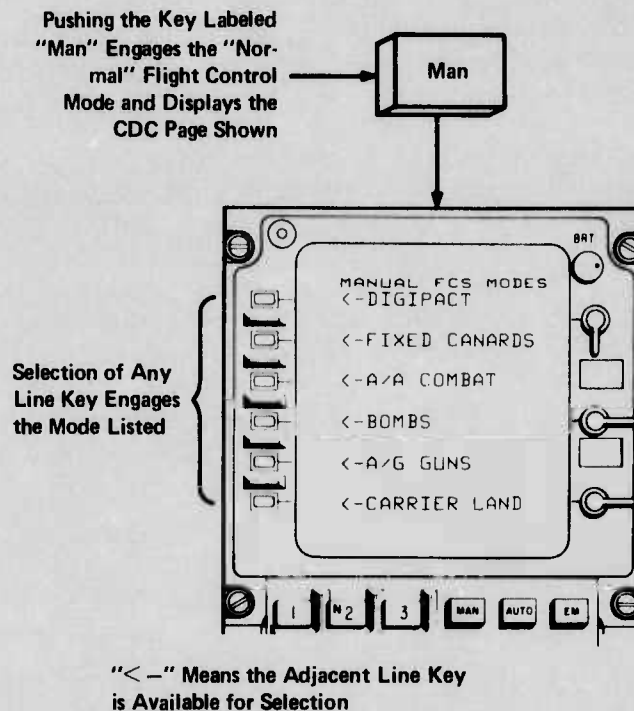 Pushing the Key Labeled
"Man" Engages the "Nor-
mal" Flight Control
Mode and Displays the
CDC Page Shown
Man
BRT
MANUAL FCS MODES
<-DIGIPACT
<-FIXED CANARDS
<-A/A COMBAT
<-BOMBS
<-A/G GUNS
<-CARRIER LAND
Selection of Any
Line Key Engages
the Mode Listed
1 N 2 3 MAN AUTO EM
"< –" Means the Adjacent Line Key
is Available for Selection